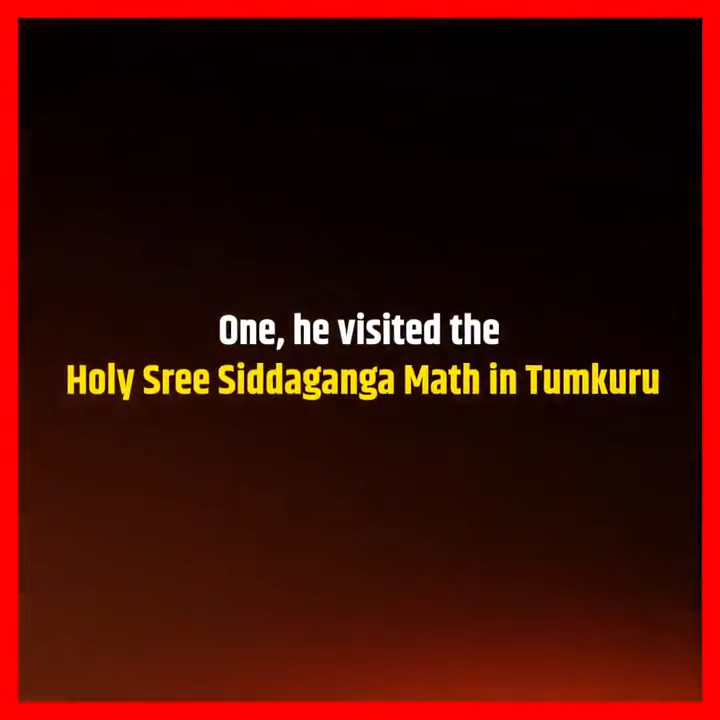 One, he visited the
Holy Sree Siddaganga Math in Tumkuru